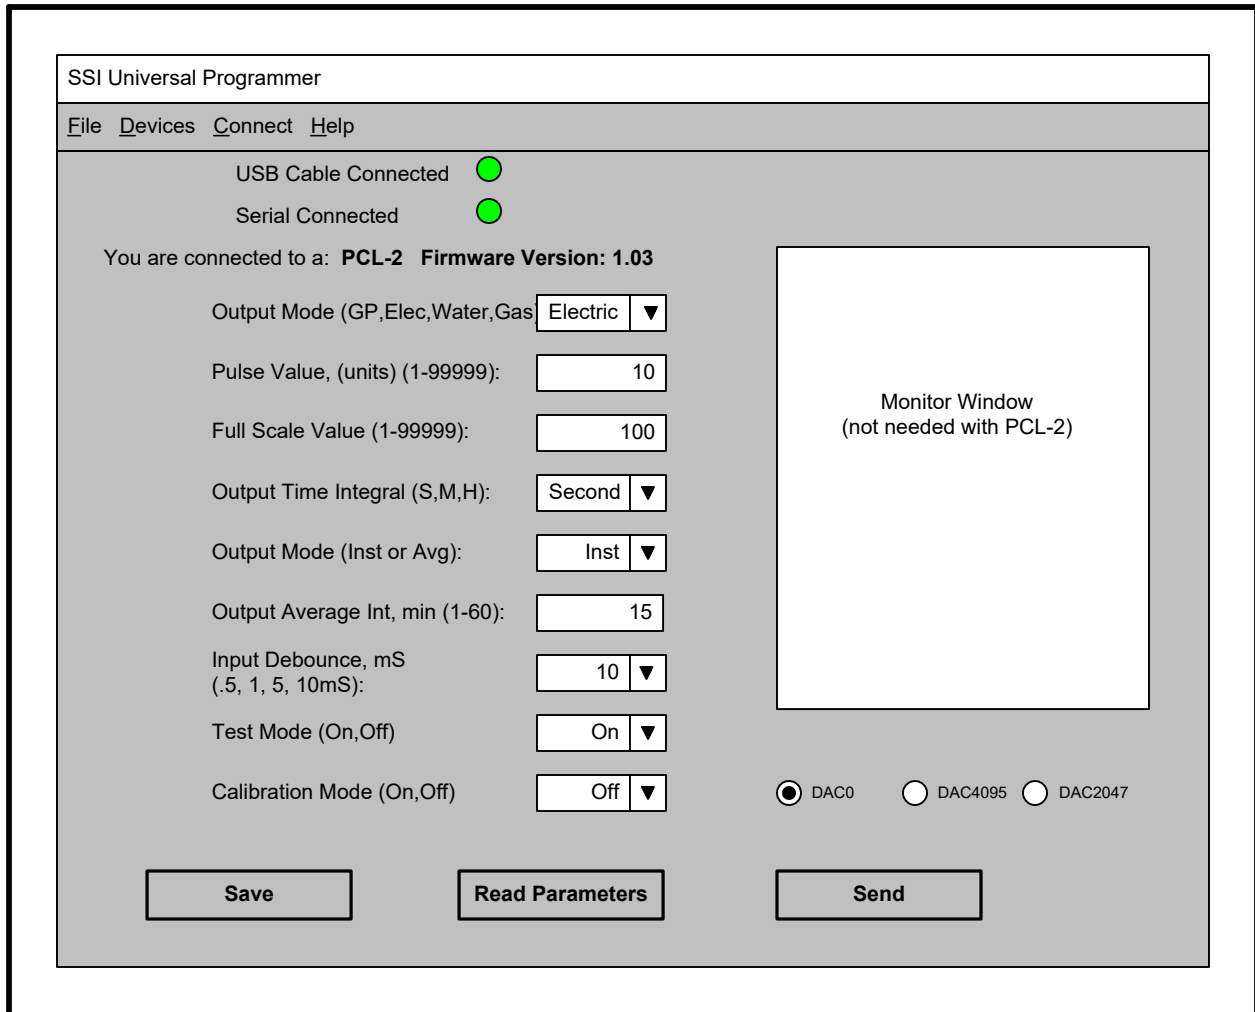 SSI Universal Programmer
File Devices Connect Help
USB Cable Connected
Serial Connected
You are connected to a: PCL-2 Firmware Version: 1.03
Output Mode (GP,Elec,Water,Gas) Electric
Pulse Value, (units) (1-99999): 10
Full Scale Value (1-99999): 100
Output Time Integral (S,M,H): Second
Output Mode (Inst or Avg): Inst
Output Average Int, min (1-60): 15
Input Debounce, mS
(.5, 1, 5, 10mS): 10
Test Mode (On,Off) On
Calibration Mode (On,Off) Off
Monitor Window
(not needed with PCL-2)
DAC0 DAC4095 DAC2047
Save Read Parameters Send